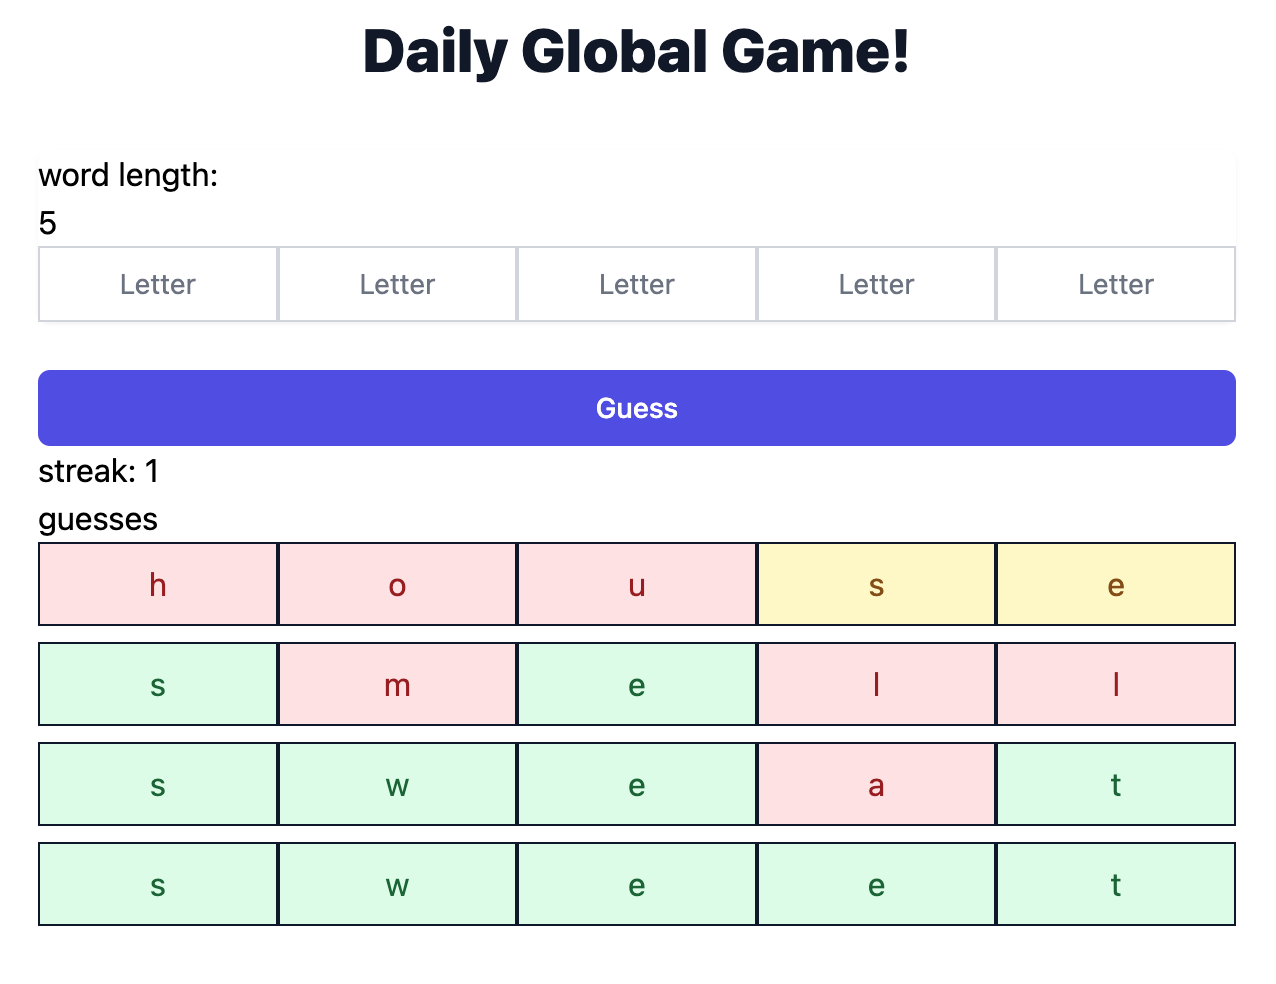 Daily Global Game!
word length:
5
Letter Letter Letter Letter Letter
Guess
streak: 1
guesses
h o u s e
s m e l l
s w e a t
s w e e t